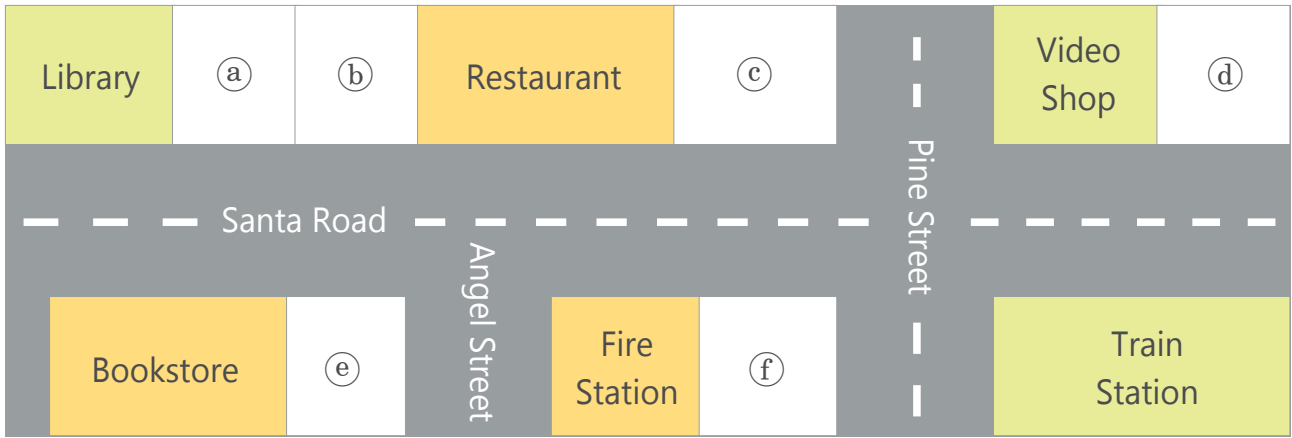 Library
ⓐ
ⓑ
Restaurant
ⓒ
Video
Shop
ⓓ
Pine Street
Santa Road
Angel Street
Bookstore
ⓔ
Fire
Station
ⓕ
Train
Station